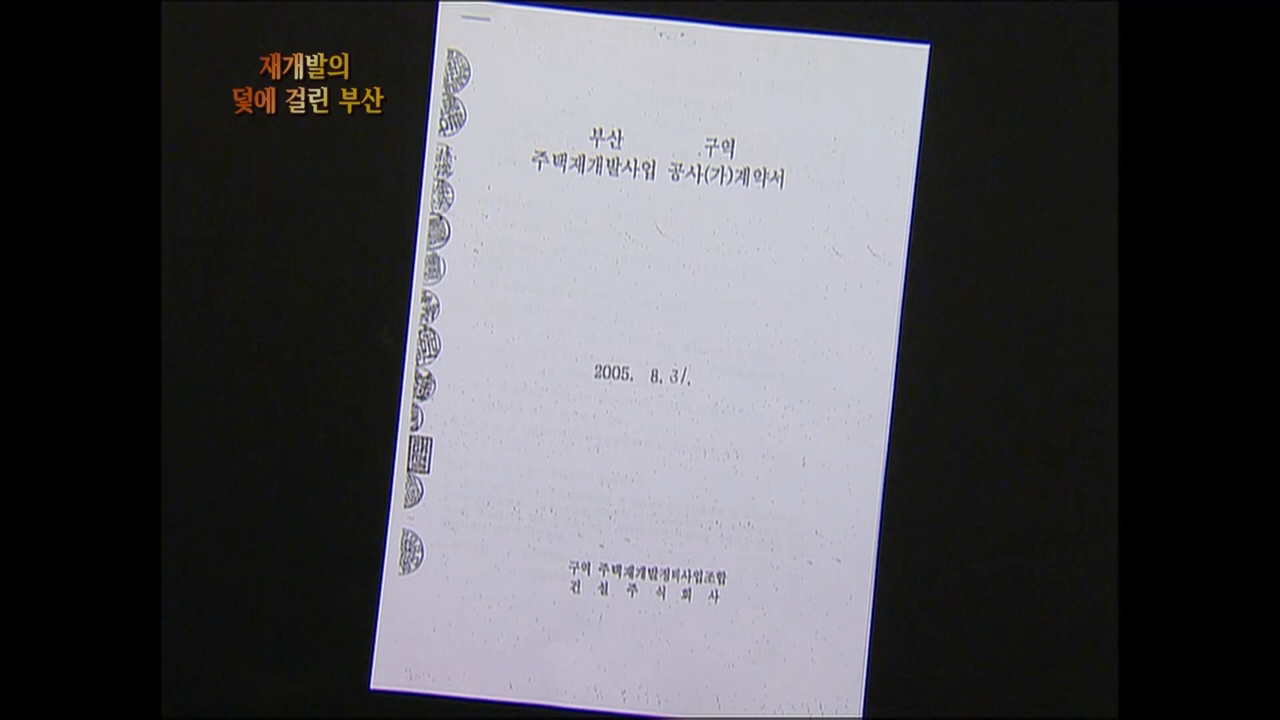 재개발의
덫에 걸린 부산
부산 구역
주택재개발사업 공사(가)계약서
2005. 8. 31.
구역 주택재개발정비사업조합
건 설 주 식 회 사